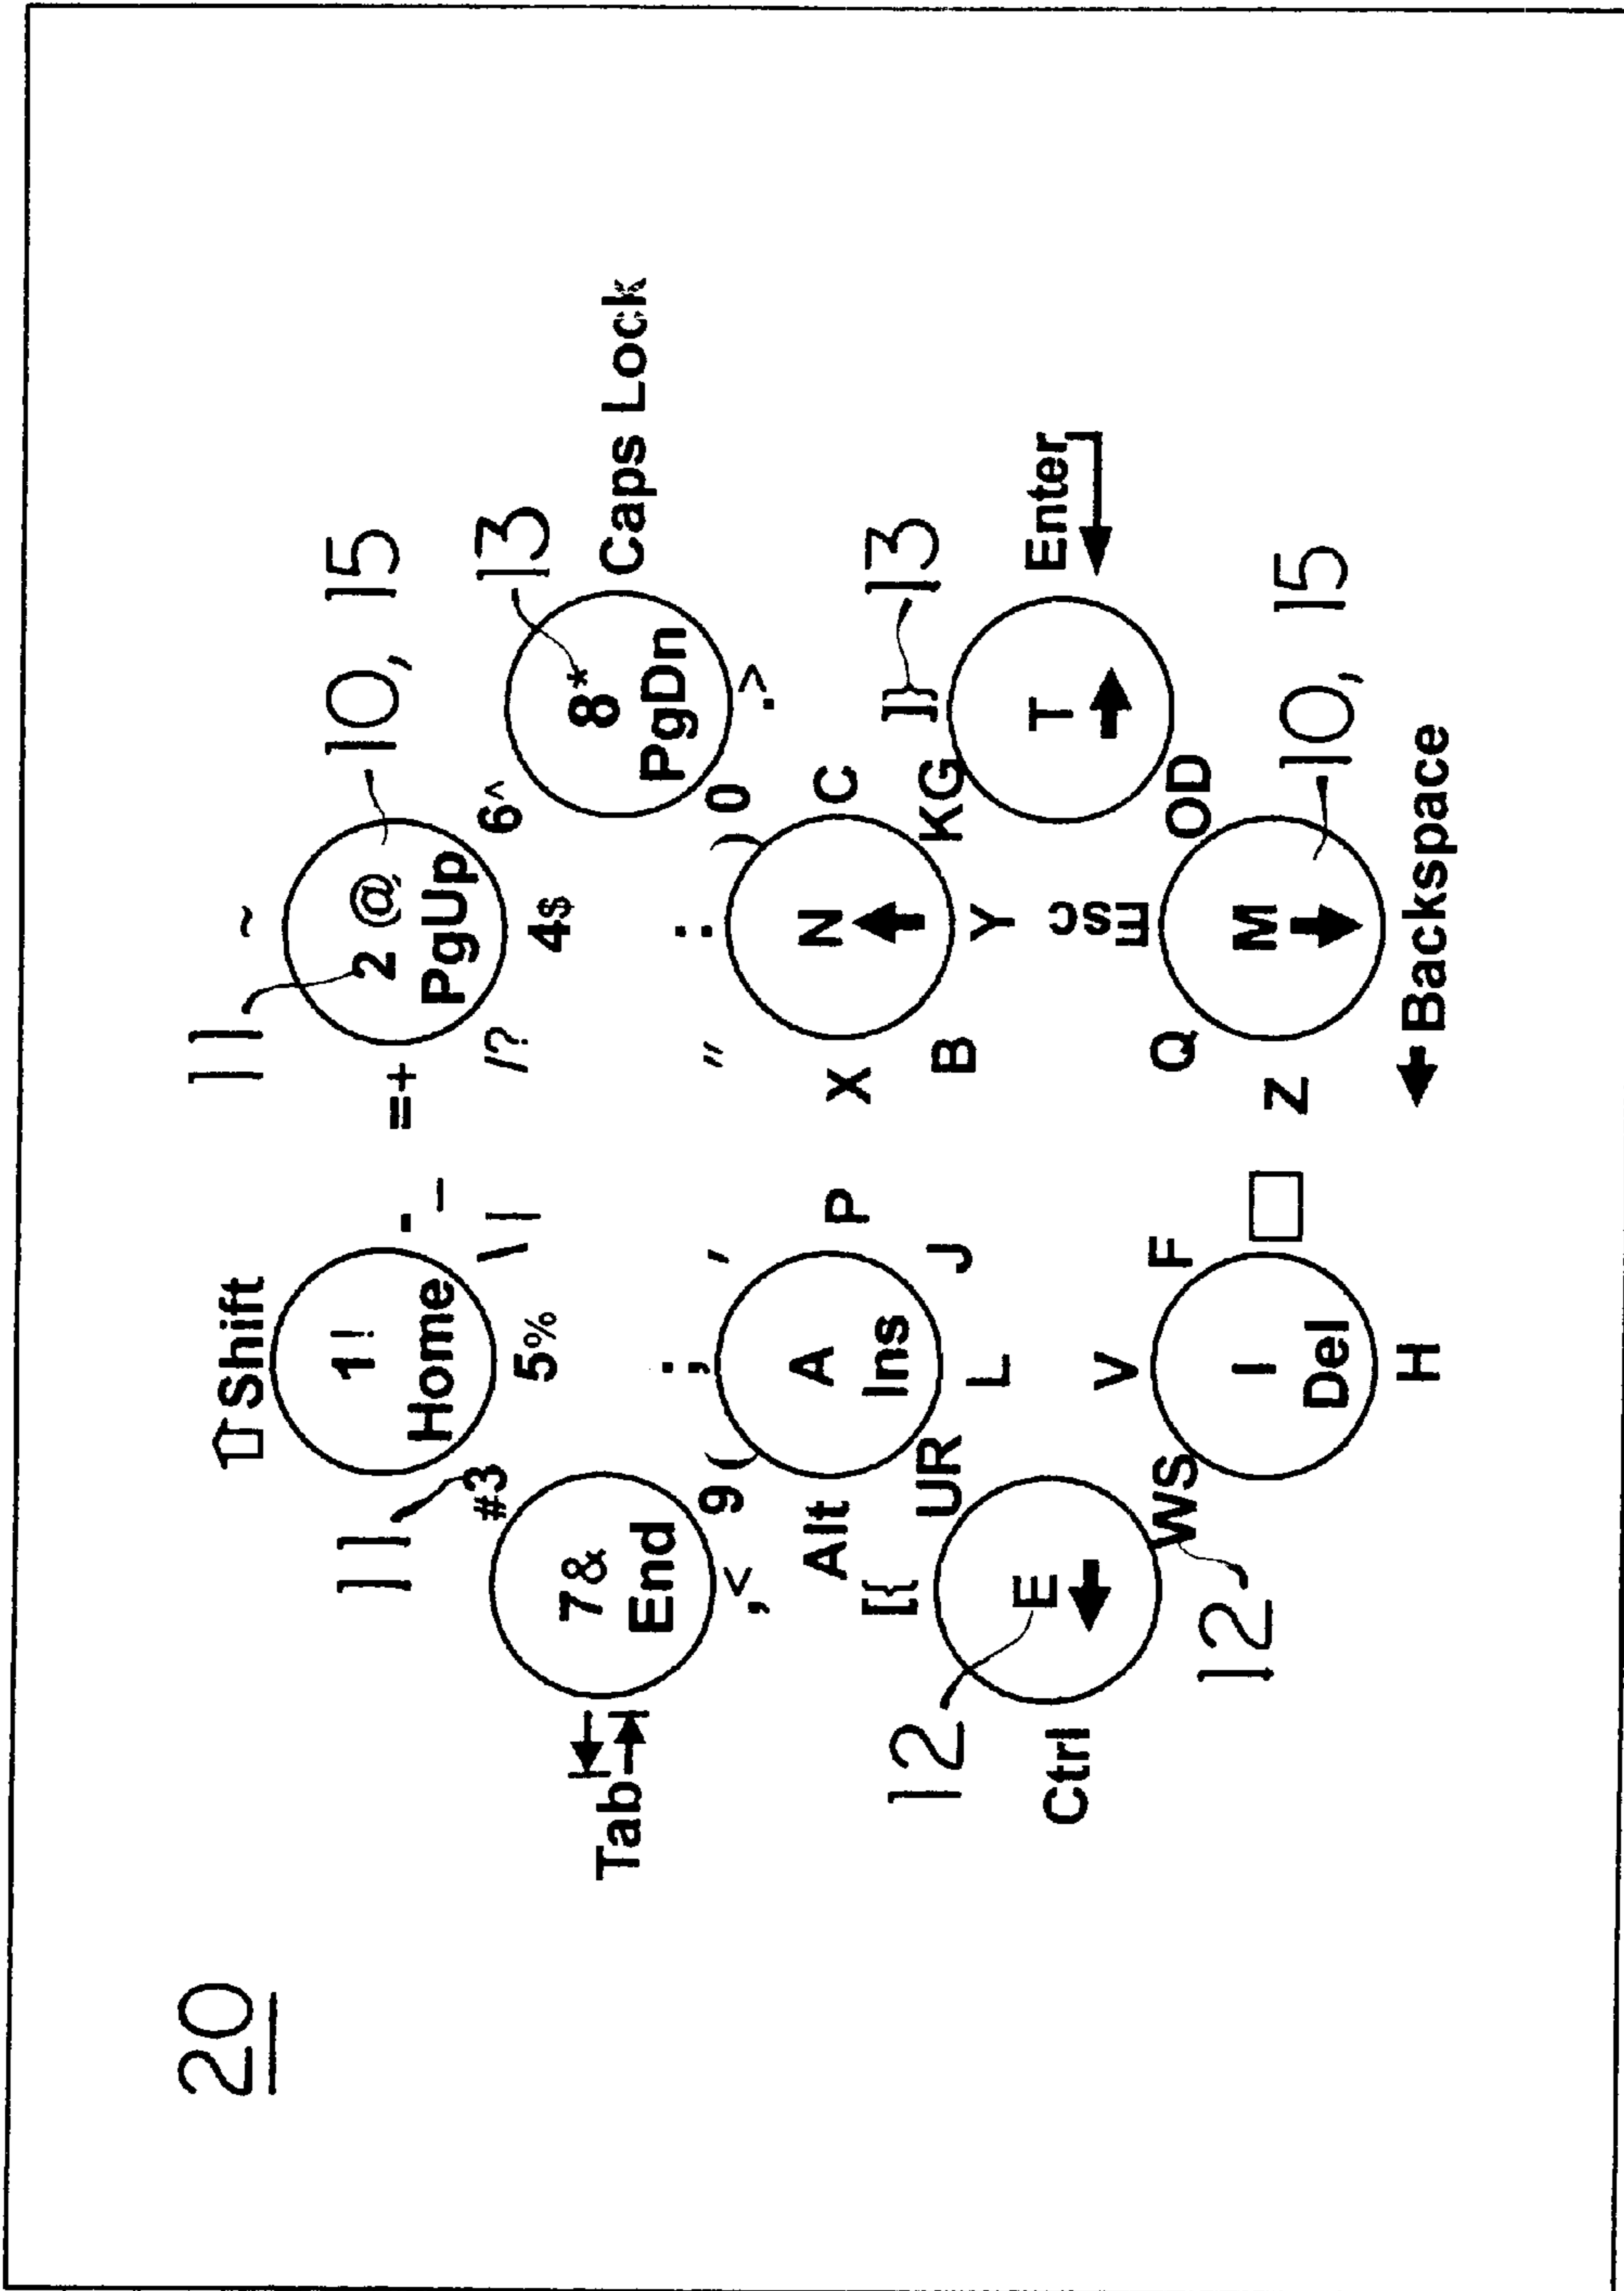 20 ⇧Shift 11 ~
11 1! 2 @ 10, 15
Home -_ =+ PgUp
#3 \| /? 6^ 13
5% 4$
7& 8*
Tab End PgDn Caps Lock
; ' " :
9( )0
,< .>
Alt A P X N C
[{ Ins ]} 13
12 UR J B KG
L Y
Ctrl E T Enter
← →
V ESC
WS F Q OD
12 I Z M 10, 15
Del
H ←Backspace